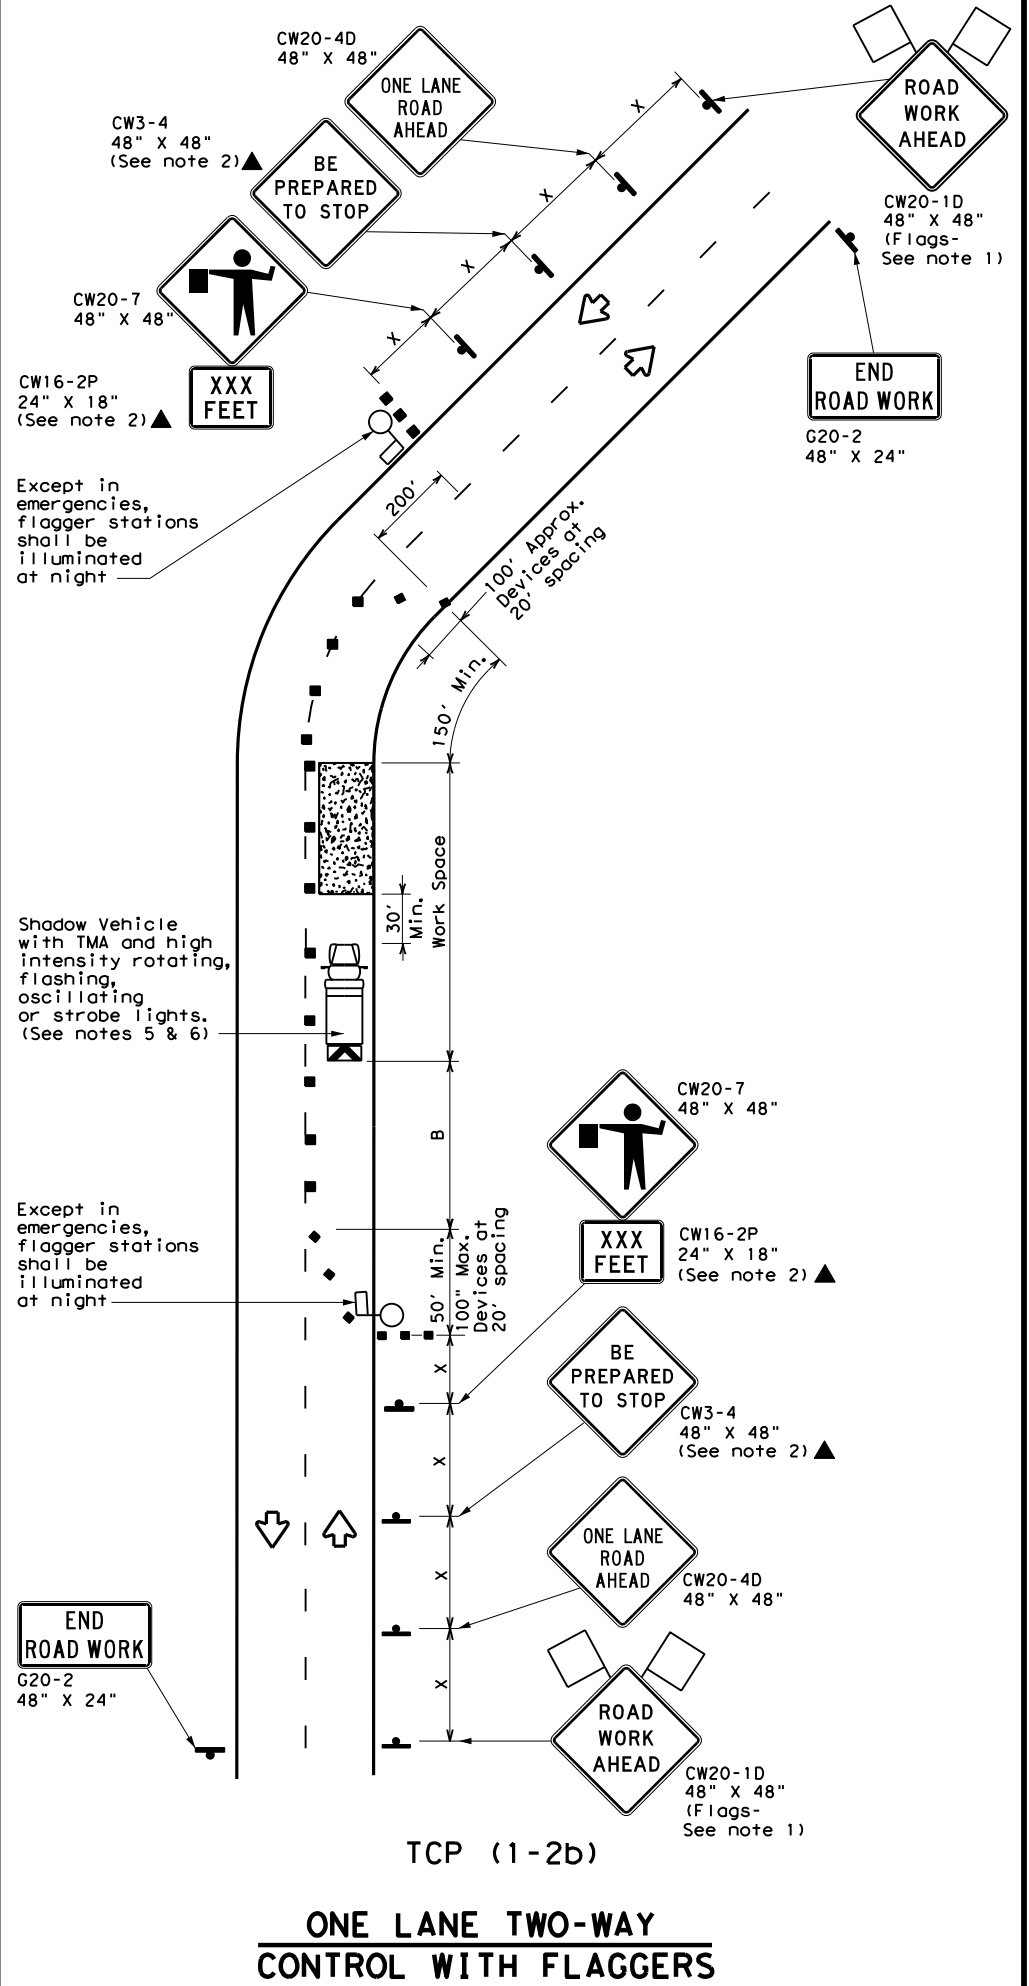 CW20-4D
48" X 48"
ONE LANE
ROAD
AHEAD
ROAD
WORK
AHEAD
CW20-1D
48" X 48"
(Flags-
See note 1)
CW3-4
48" X 48"
(See note 2)
BE
PREPARED
TO STOP
CW20-7
48" X 48"
CW16-2P
24" X 18"
(See note 2)
XXX
FEET
X
X
X
X
END
ROAD WORK
G20-2
48" X 24"
Except in
emergencies,
flagger stations
shall be
illuminated
at night
200'
100' Approx.
Devices at
20' spacing
150' Min.
Work Space
30'
Min.
Shadow Vehicle
with TMA and high
intensity rotating,
flashing,
oscillating
or strobe lights.
(See notes 5 & 6)
B
CW20-7
48" X 48"
XXX
FEET
CW16-2P
24" X 18"
(See note 2)
Except in
emergencies,
flagger stations
shall be
illuminated
at night
50' Min.
100" Max.
Devices at
20' spacing
X
X
X
X
BE
PREPARED
TO STOP
CW3-4
48" X 48"
(See note 2)
ONE LANE
ROAD
AHEAD
CW20-4D
48" X 48"
END
ROAD WORK
G20-2
48" X 24"
ROAD
WORK
AHEAD
CW20-1D
48" X 48"
(Flags-
See note 1)
TCP (1-2b)
ONE LANE TWO-WAY
CONTROL WITH FLAGGERS